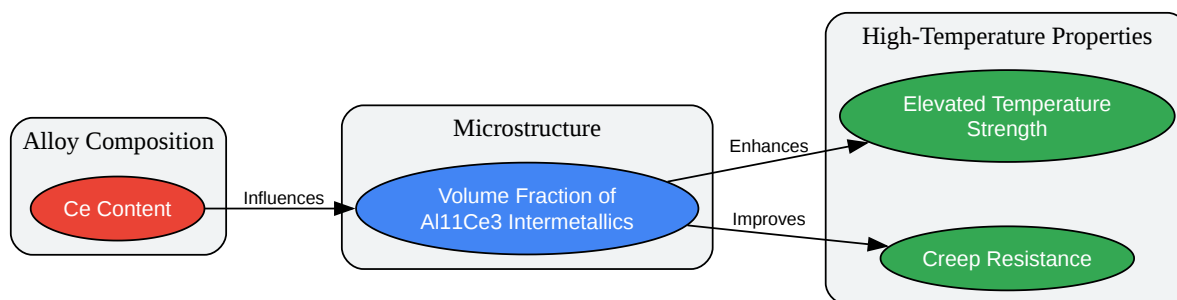 Alloy Composition
Ce Content
Influences
Microstructure
Volume Fraction of
Al11Ce3 Intermetallics
Enhances
Improves
High-Temperature Properties
Elevated Temperature
Strength
Creep Resistance